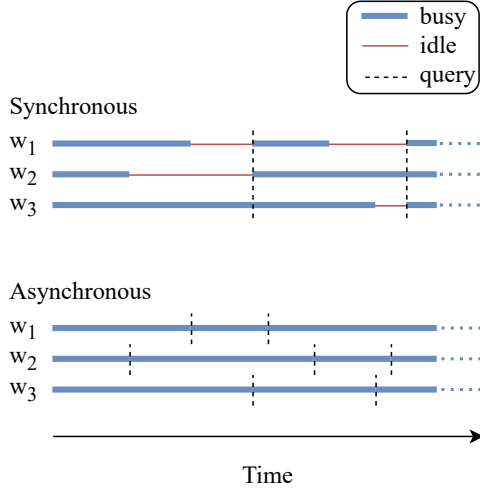 busy
idle
query
Synchronous
w1
w2
w3
Asynchronous
w1
w2
w3
Time